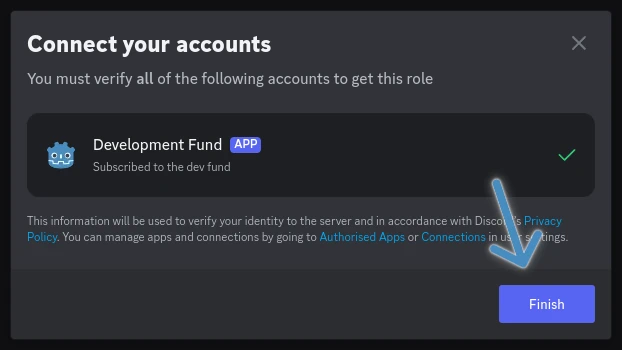 Connect your accounts
You must verify all of the following accounts to get this role
Development Fund APP
Subscribed to the dev fund
This information will be used to verify your identity to the server and in accordance with Discord's Privacy
Policy. You can manage apps and connections by going to Authorised Apps or Connections in user settings.
Finish